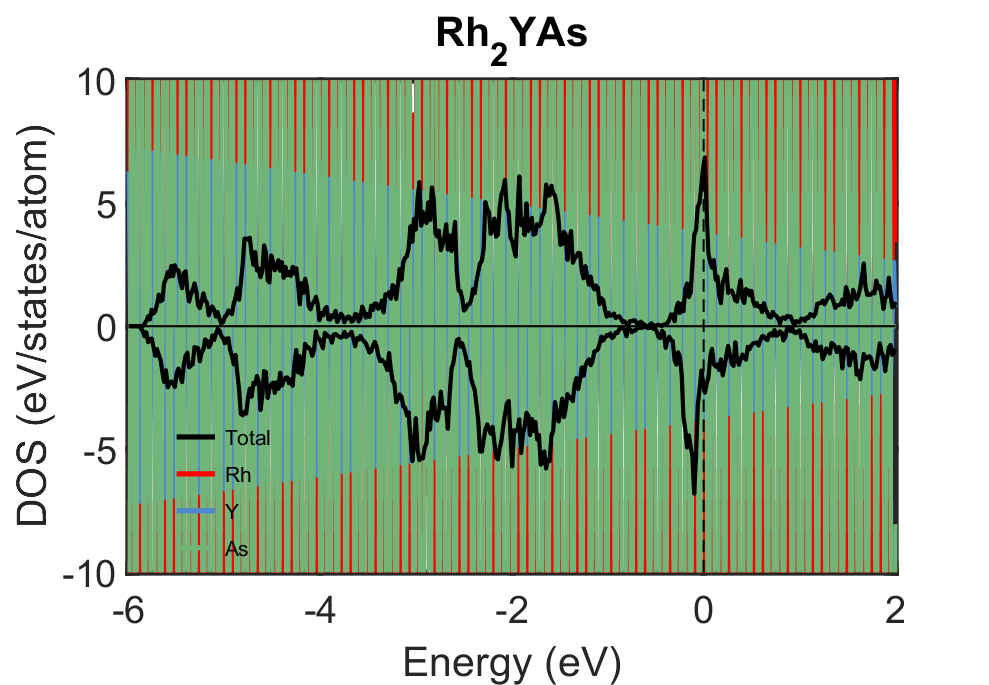 Rh2YAs
DOS (eV/states/atom)
10
5
0
-5
-10
Total
Rh
Y
As
-6 -4 -2 0 2
Energy (eV)